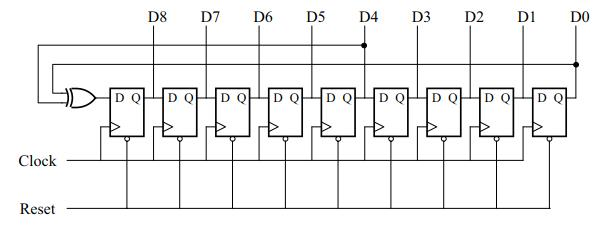 D8 D7 D6 D5 D4 D3 D2 D1 D0
D Q D Q D Q D Q D Q D Q D Q D Q D Q
Clock
Reset